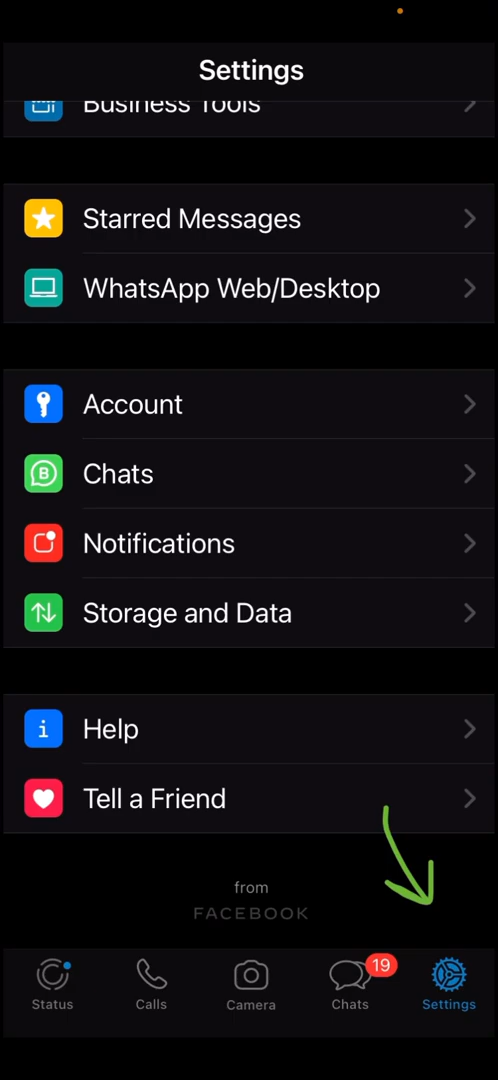 Settings
Business Tools
Starred Messages
WhatsApp Web/Desktop
Account
Chats
Notifications
Storage and Data
Help
Tell a Friend
from
FACEBOOK
19
Status
Calls
Camera
Chats
Settings